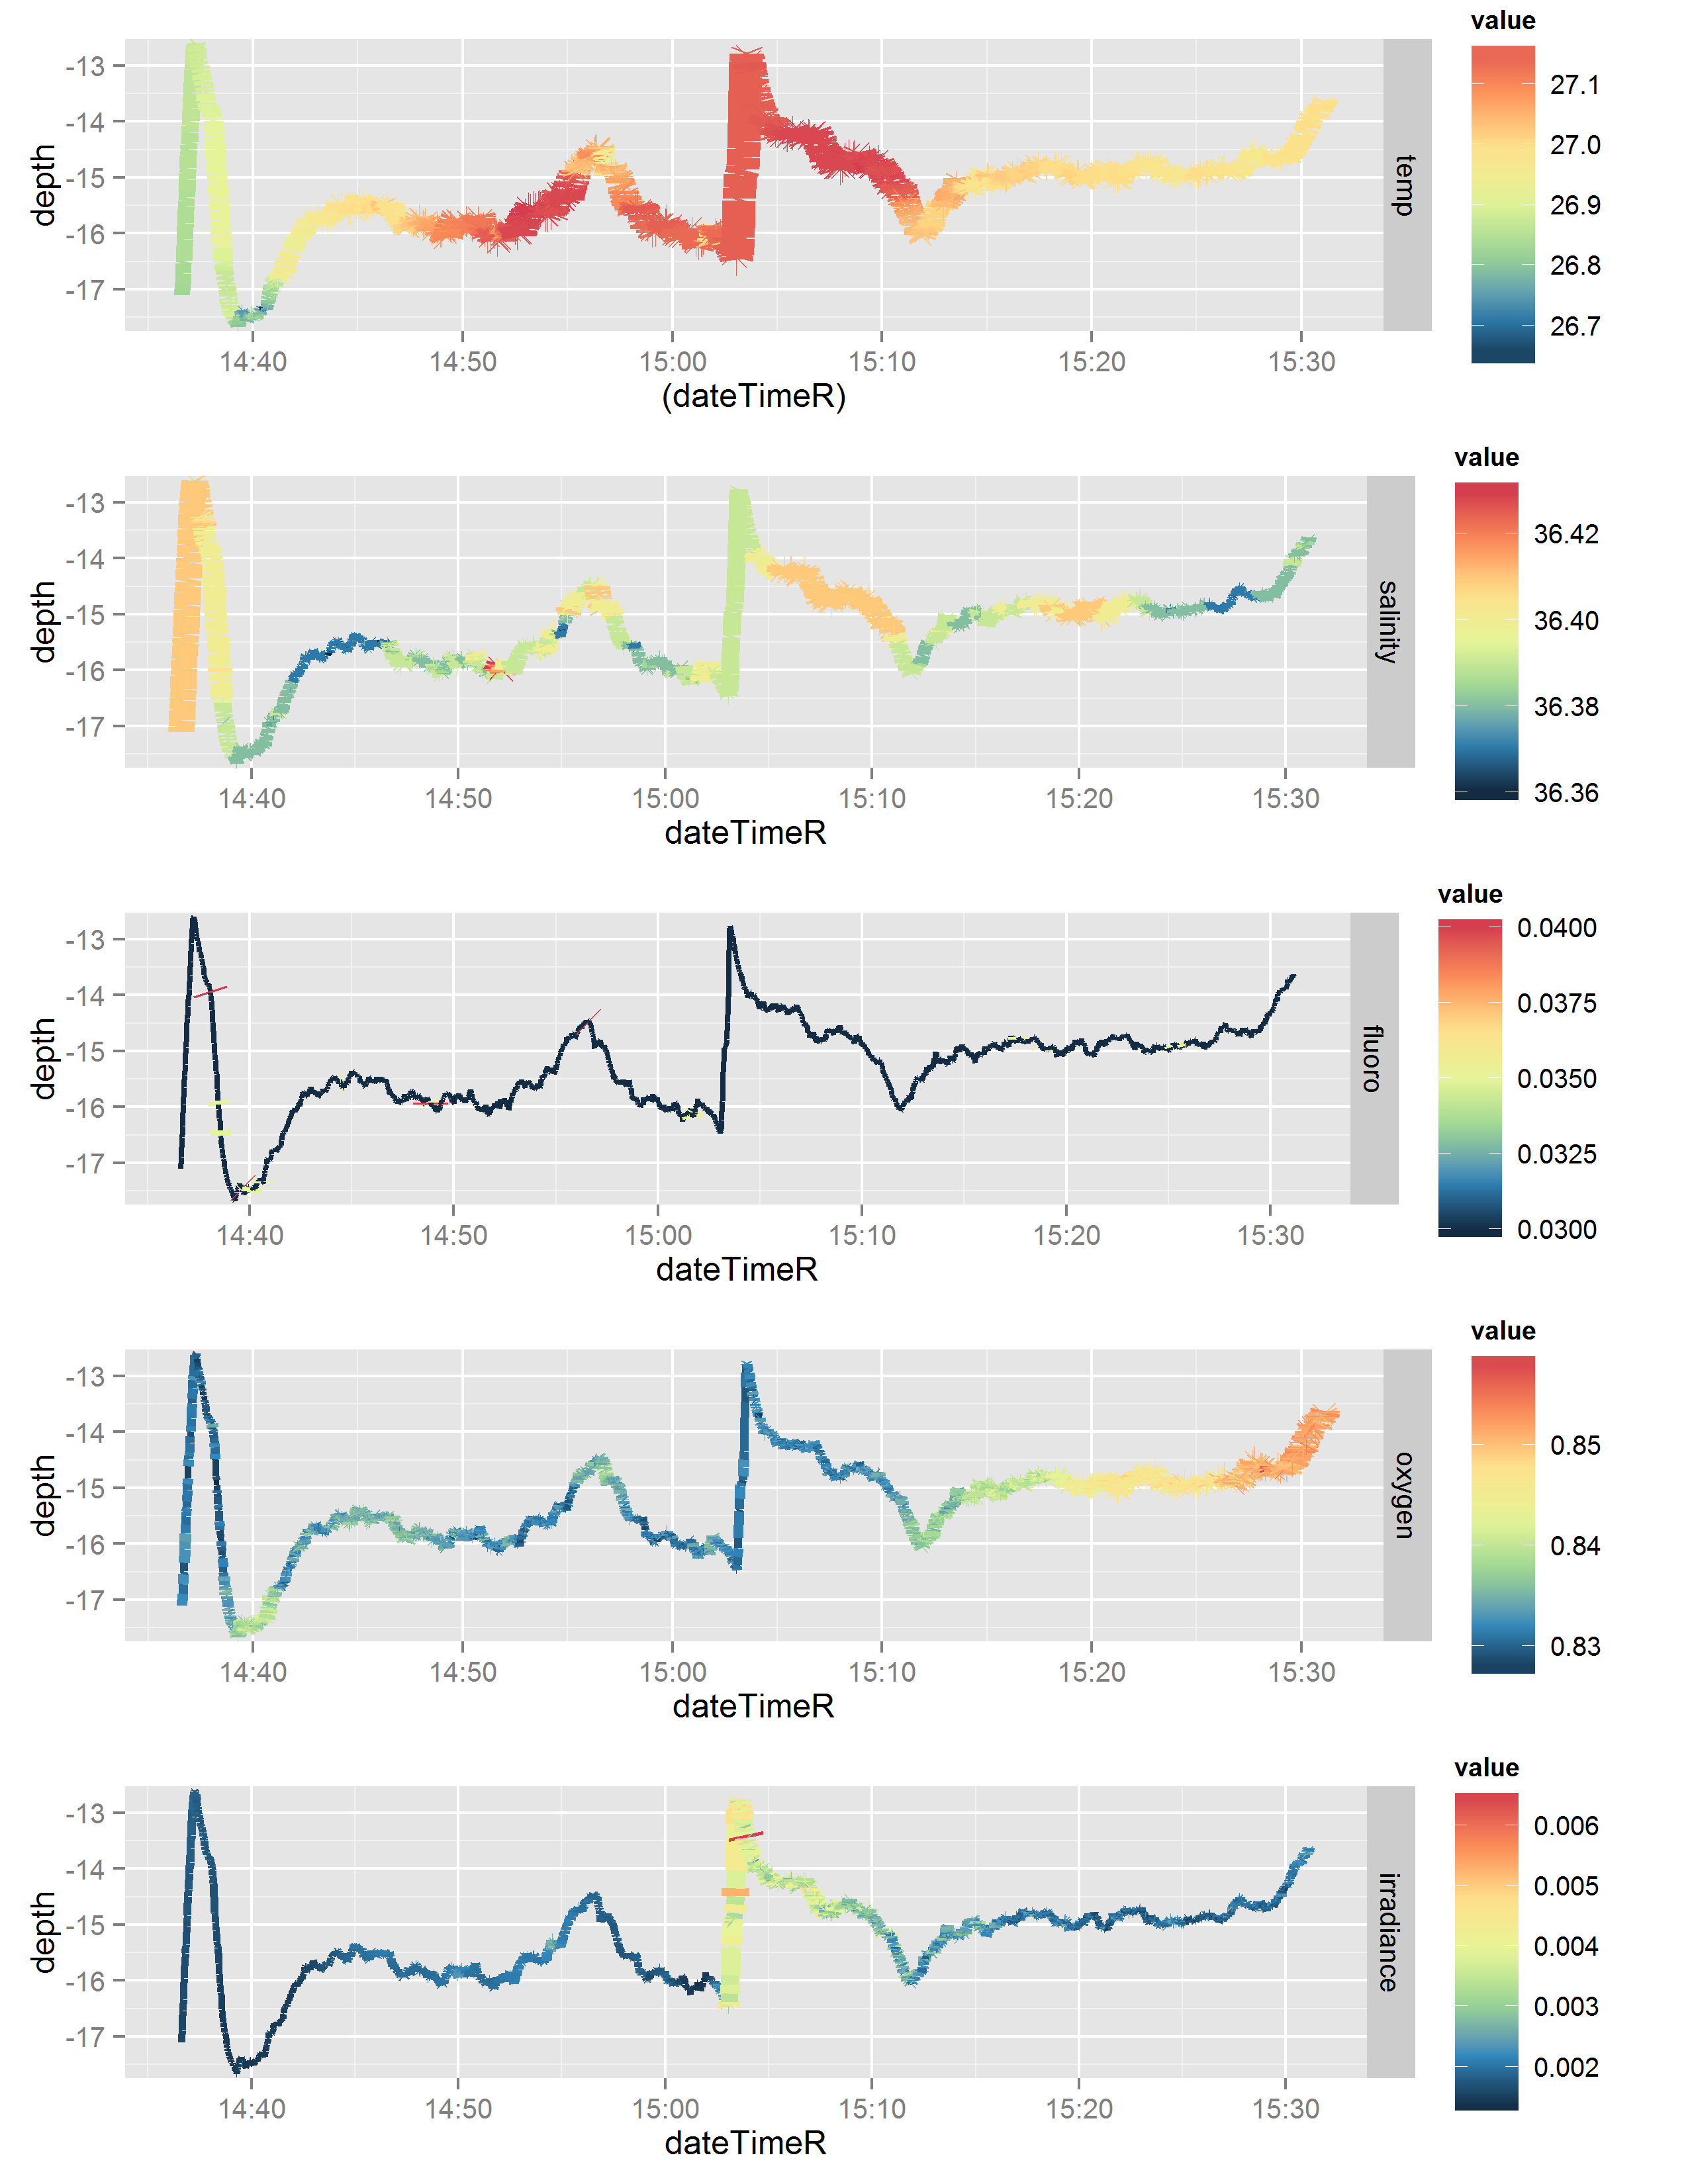 value
-13
-14
-15
-16
-17
depth
temp
27.1
27.0
26.9
26.8
26.7
14:40 14:50 15:00 15:10 15:20 15:30
(dateTimeR)
value
-13
-14
-15
-16
-17
depth
salinity
36.42
36.40
36.38
36.36
14:40 14:50 15:00 15:10 15:20 15:30
dateTimeR
value
-13
-14
-15
-16
-17
depth
fluoro
0.0400
0.0375
0.0350
0.0325
0.0300
14:40 14:50 15:00 15:10 15:20 15:30
dateTimeR
value
-13
-14
-15
-16
-17
depth
oxygen
0.85
0.84
0.83
14:40 14:50 15:00 15:10 15:20 15:30
dateTimeR
value
-13
-14
-15
-16
-17
depth
irradiance
0.006
0.005
0.004
0.003
0.002
14:40 14:50 15:00 15:10 15:20 15:30
dateTimeR